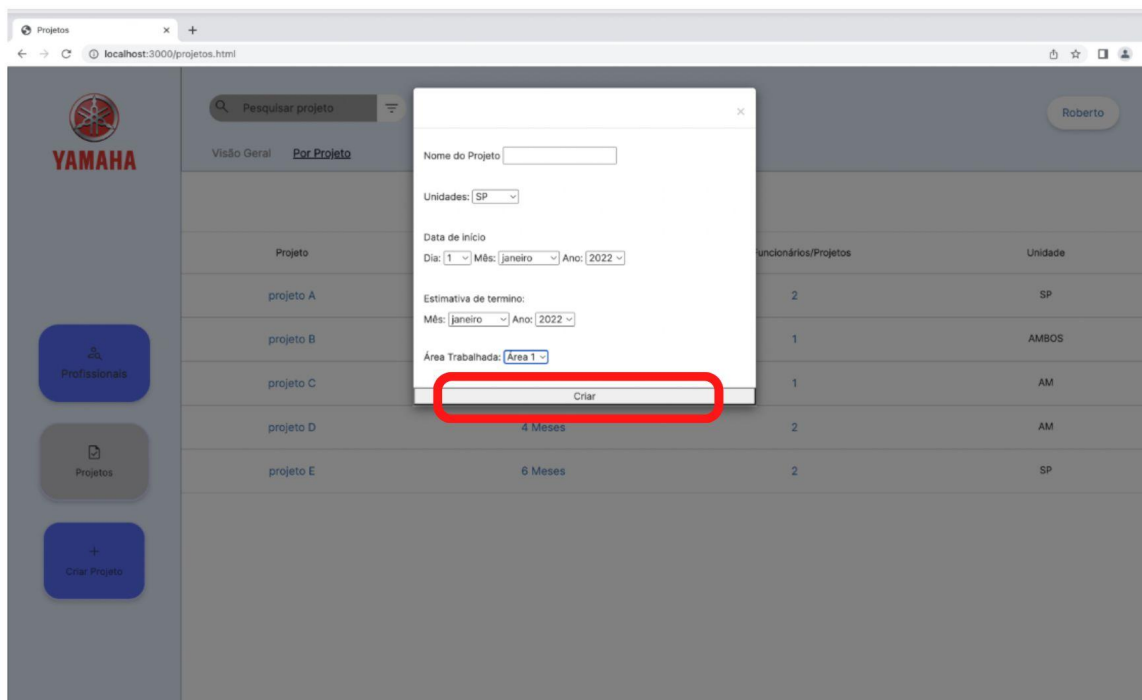 Projetos
localhost:3000/projetos.html
YAMAHA
Pesquisar projeto
Roberto
Visão Geral Por Projeto
Nome do Projeto
Unidades: SP
Data de início
Dia: 1 Mês: janeiro Ano: 2022
Estimativa de termino:
Mês: janeiro Ano: 2022
Área Trabalhada: Área 1
Criar
Projeto Unidade
projeto A 2 SP
projeto B 1 AMBOS
projeto C 1 AM
projeto D 4 Meses 2 AM
projeto E 6 Meses 2 SP
Profissionais
Projetos
Criar Projeto